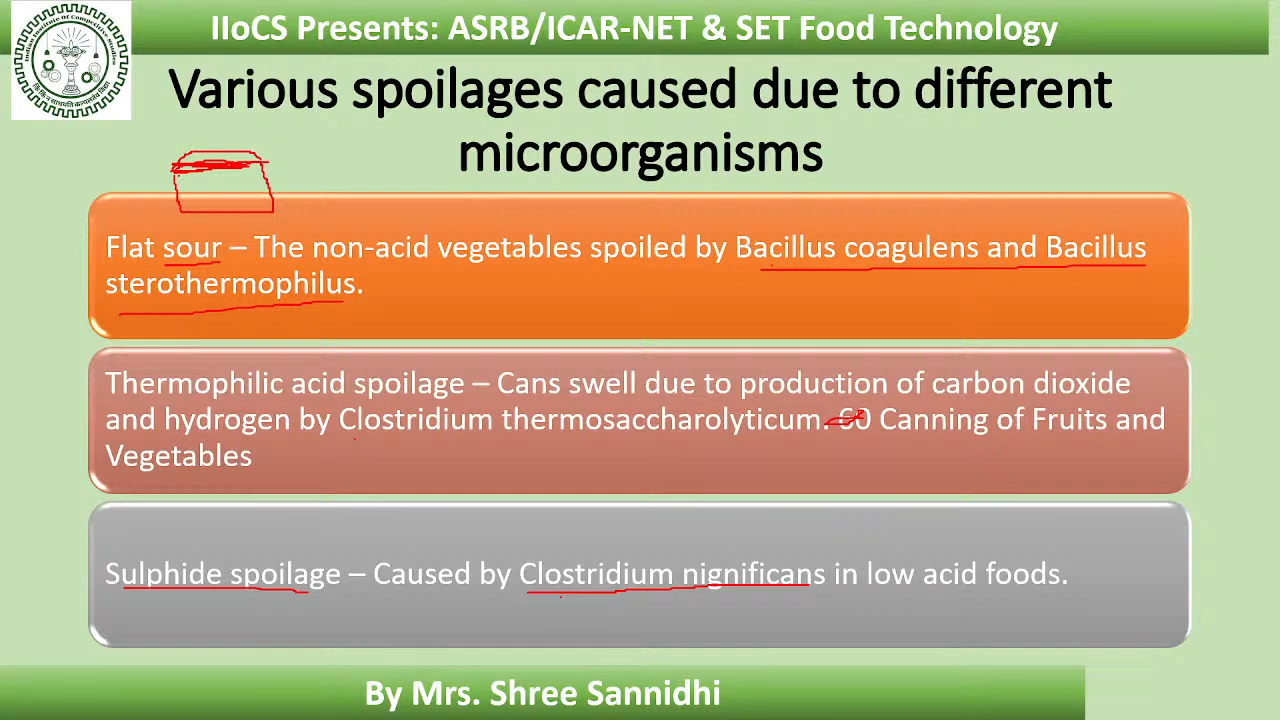 IIoCS Presents: ASRB/ICAR-NET & SET Food Technology
Various spoilages caused due to different
microorganisms
Flat sour – The non-acid vegetables spoiled by Bacillus coagulens and Bacillus
sterothermophilus.
Thermophilic acid spoilage – Cans swell due to production of carbon dioxide
and hydrogen by Clostridium thermosaccharolyticum. 60 Canning of Fruits and
Vegetables
Sulphide spoilage – Caused by Clostridium nignificans in low acid foods.
By Mrs. Shree Sannidhi